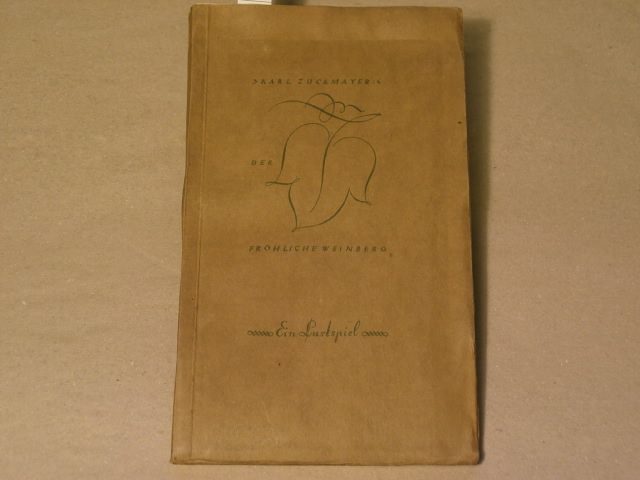 KARL ZUCKMAYER
DER
FRÖHLICHE WEINBERG
Ein Lustspiel